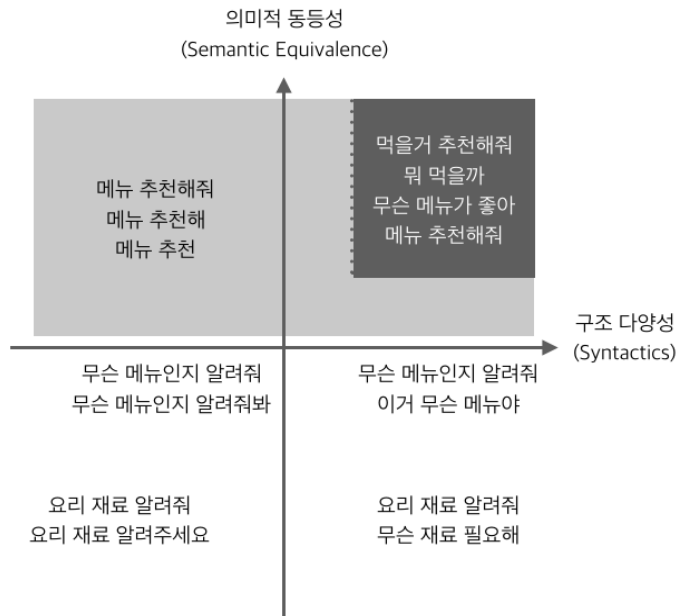 의미적 동등성
(Semantic Equivalence)
메뉴 추천해줘
메뉴 추천해
메뉴 추천
먹을거 추천해줘
뭐 먹을까
무슨 메뉴가 좋아
메뉴 추천해줘
구조 다양성
(Syntactics)
무슨 메뉴인지 알려줘
무슨 메뉴인지 알려줘봐
무슨 메뉴인지 알려줘
이거 무슨 메뉴야
요리 재료 알려줘
요리 재료 알려주세요
요리 재료 알려줘
무슨 재료 필요해